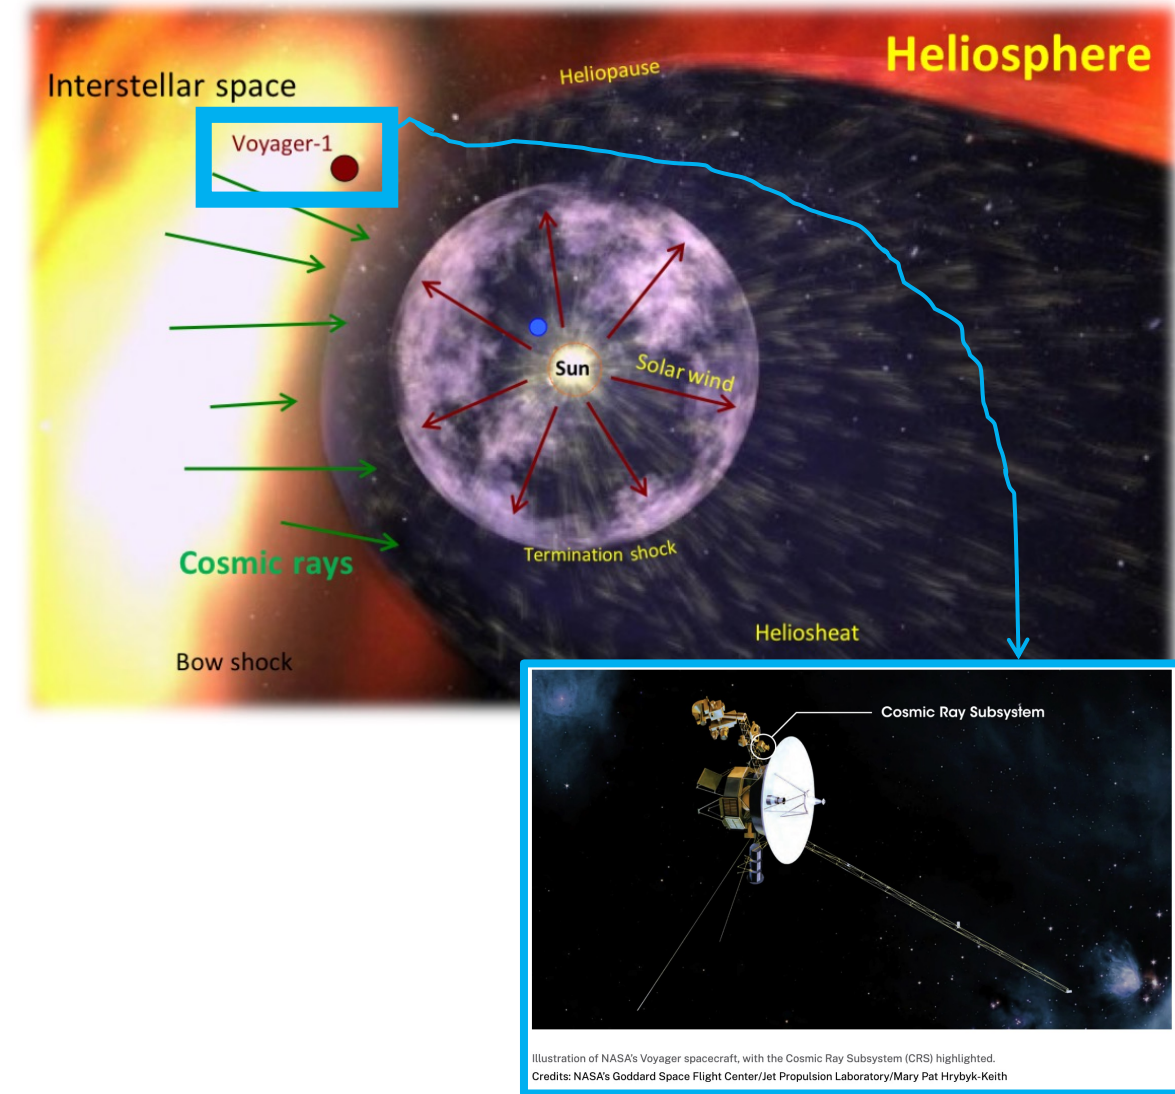 Heliosphere
Heliopause
Interstellar space
Voyager-1
Sun
Solar wind
Termination shock
Cosmic rays
Heliosheat
Bow shock
Cosmic Ray Subsystem
Illustration of NASA's Voyager spacecraft, with the Cosmic Ray Subsystem (CRS) highlighted.
Credits: NASA's Goddard Space Flight Center/Jet Propulsion Laboratory/Mary Pat Hrybyk-Keith